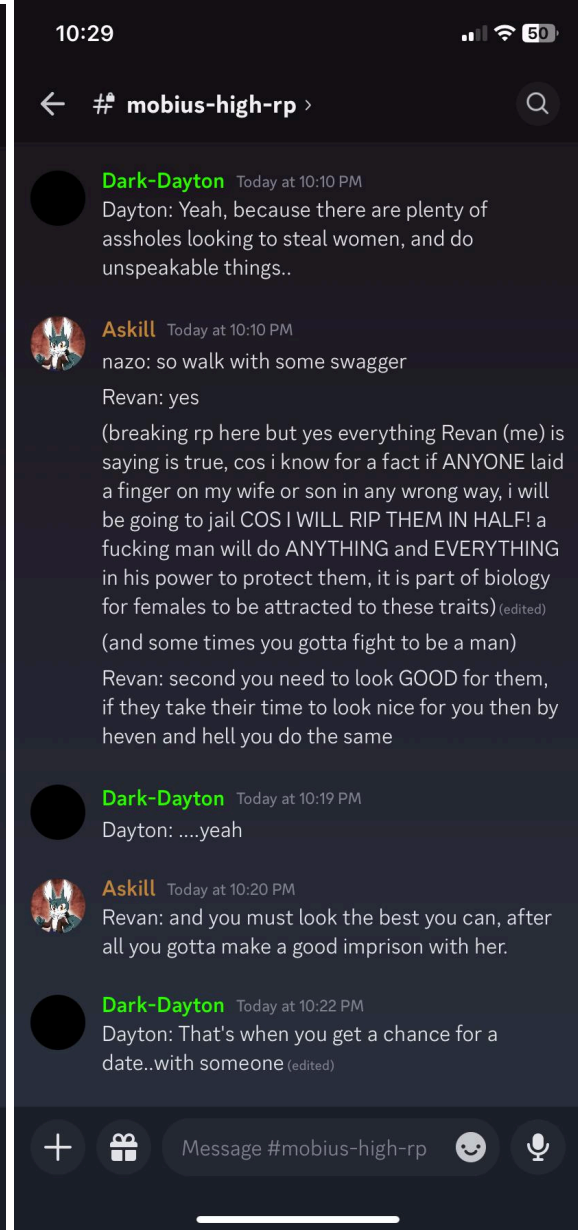 10:29
50
# mobius-high-rp ›
Dark-Dayton Today at 10:10 PM
Dayton: Yeah, because there are plenty of
assholes looking to steal women, and do
unspeakable things..
Askill Today at 10:10 PM
nazo: so walk with some swagger
Revan: yes
(breaking rp here but yes everything Revan (me) is
saying is true, cos i know for a fact if ANYONE laid
a finger on my wife or son in any wrong way, i will
be going to jail COS I WILL RIP THEM IN HALF! a
fucking man will do ANYTHING and EVERYTHING
in his power to protect them, it is part of biology
for females to be attracted to these traits) (edited)
(and some times you gotta fight to be a man)
Revan: second you need to look GOOD for them,
if they take their time to look nice for you then by
heven and hell you do the same
Dark-Dayton Today at 10:19 PM
Dayton: ....yeah
Askill Today at 10:20 PM
Revan: and you must look the best you can, after
all you gotta make a good imprison with her.
Dark-Dayton Today at 10:22 PM
Dayton: That's when you get a chance for a
date..with someone (edited)
Message #mobius-high-rp